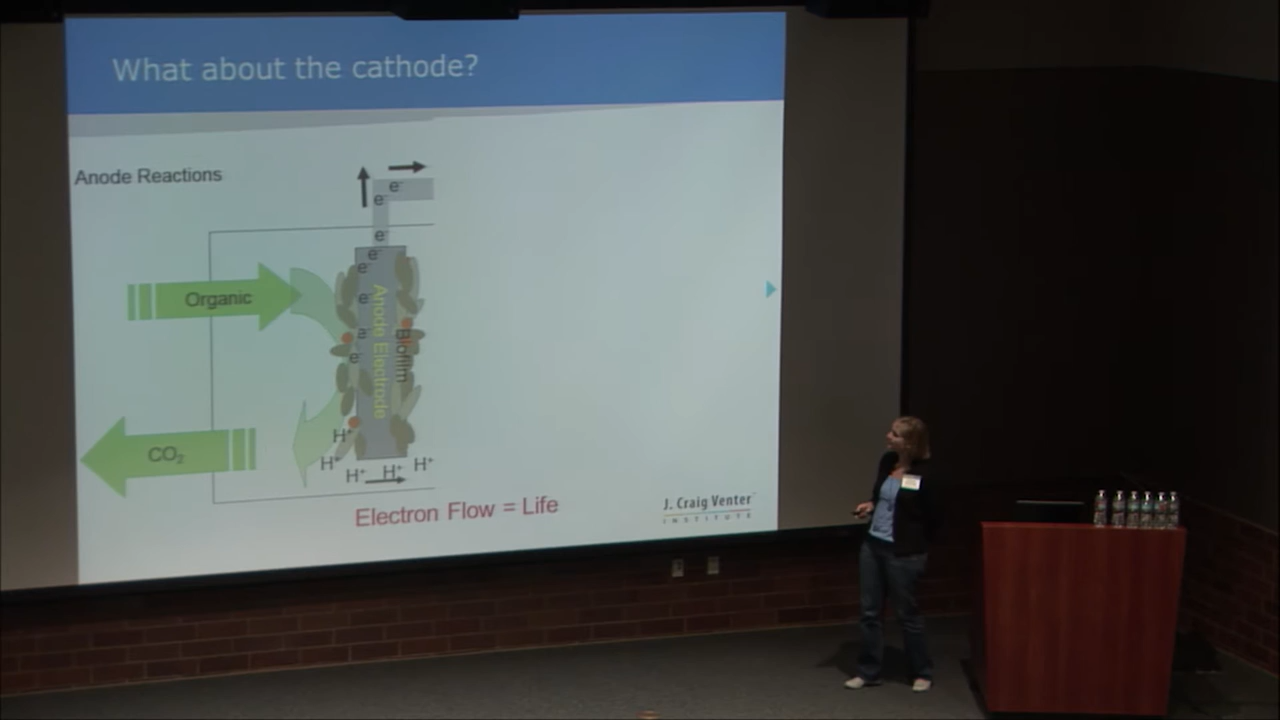 What about the cathode?
Anode Reactions
e⁻
e⁻
e⁻
e⁻
e⁻
e⁻
e⁻
e⁻
Organic
Anode Electrode
Biofilm
CO₂
H⁺
H⁺
H⁺
H⁺
H⁺
Electron Flow = Life
J. Craig Venter
INSTITUTE